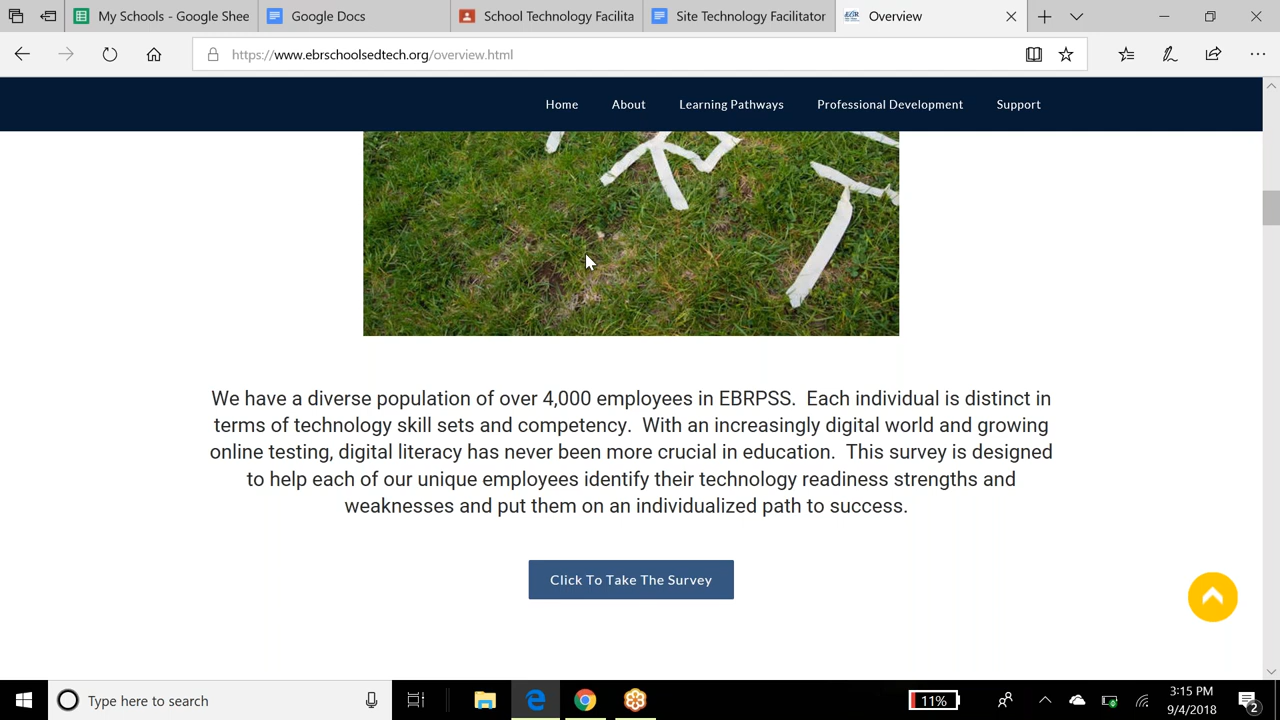 My Schools - Google Shee
Google Docs
School Technology Facilita
Site Technology Facilitator
EBR
Overview
https://www.ebrschoolsedtech.org/overview.html
Home
About
Learning Pathways
Professional Development
Support
We have a diverse population of over 4,000 employees in EBRPSS. Each individual is distinct in
terms of technology skill sets and competency. With an increasingly digital world and growing
online testing, digital literacy has never been more crucial in education. This survey is designed
to help each of our unique employees identify their technology readiness strengths and
weaknesses and put them on an individualized path to success.
Click To Take The Survey
Type here to search
11%
3:15 PM
9/4/2018
2